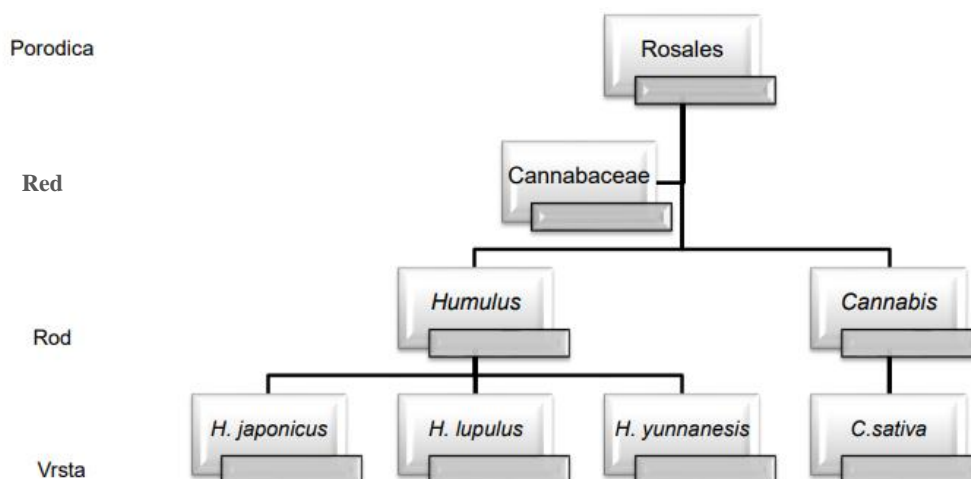 Porodica
Rosales
Red
Cannabaceae
Humulus
Cannabis
Rod
H. japonicus
H. lupulus
H. yunnanesis
C.sativa
Vrsta